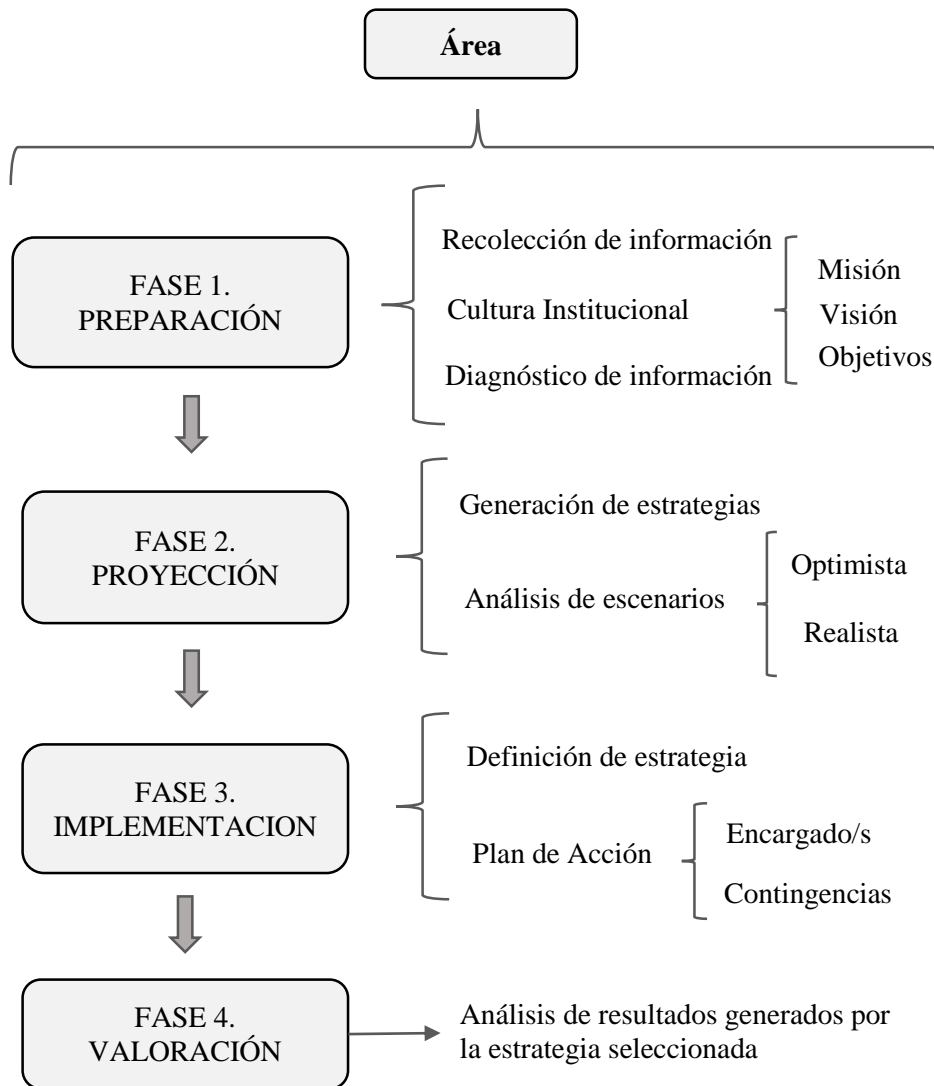 Área
FASE 1.
PREPARACIÓN
Recolección de información
Cultura Institucional
Diagnóstico de información
Misión
Visión
Objetivos
FASE 2.
PROYECCIÓN
Generación de estrategias
Análisis de escenarios
Optimista
Realista
FASE 3.
IMPLEMENTACION
Definición de estrategia
Plan de Acción
Encargado/s
Contingencias
FASE 4.
VALORACIÓN
Análisis de resultados generados por
la estrategia seleccionada